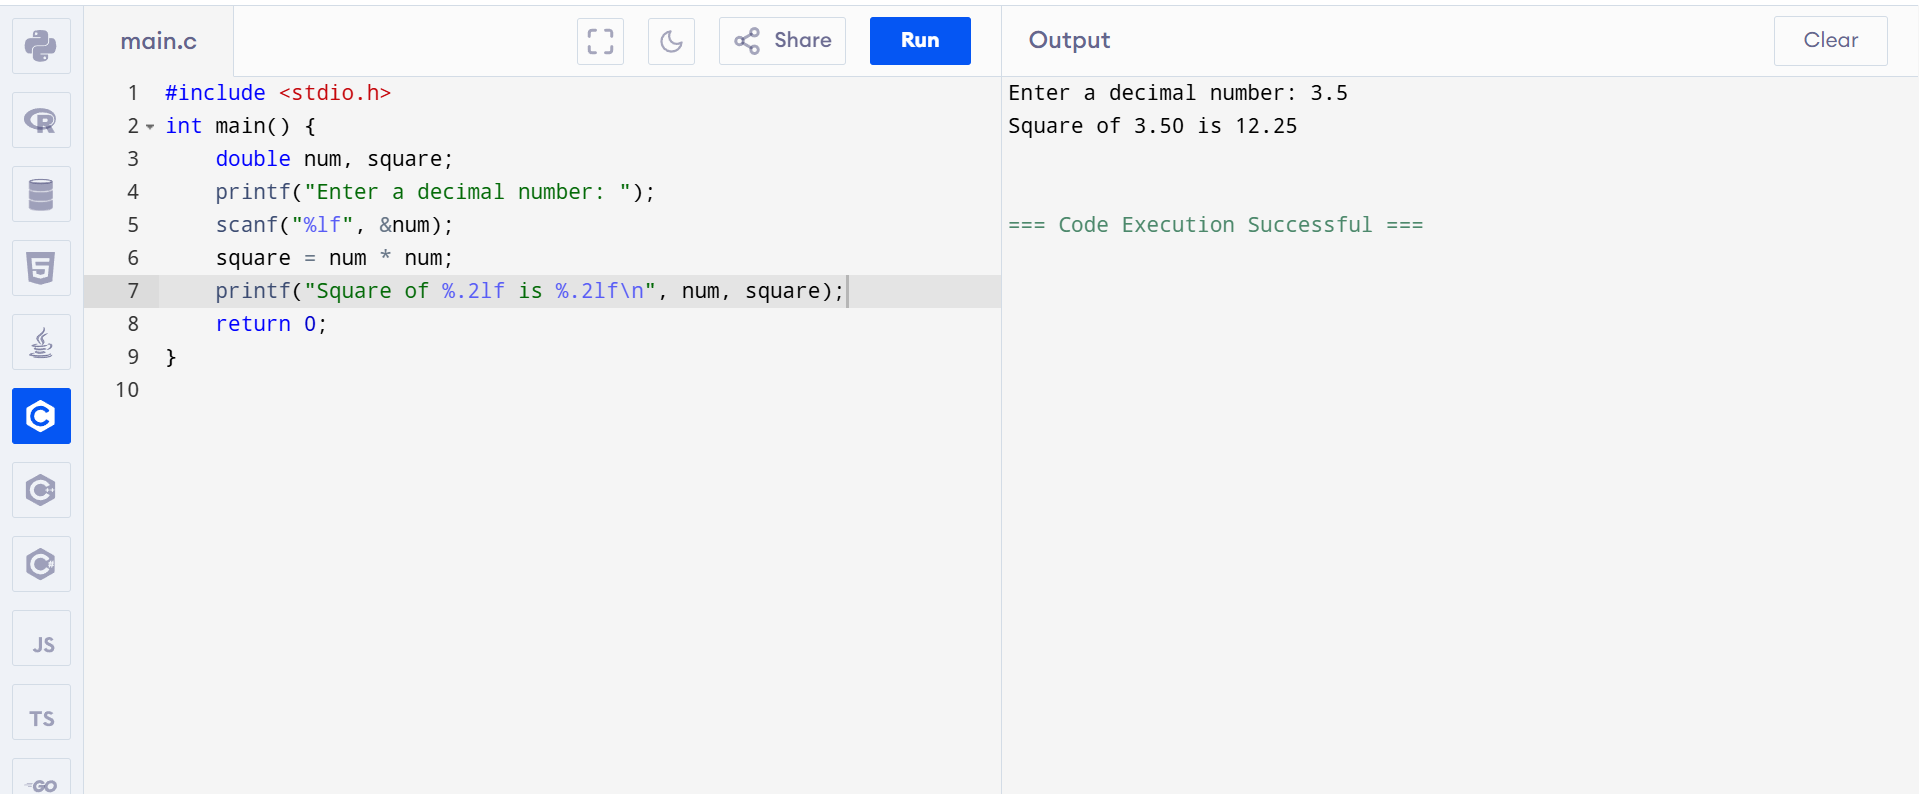 main.c
Share
Run
Output
Clear
1 #include <stdio.h>
2 int main() {
3     double num, square;
4     printf("Enter a decimal number: ");
5     scanf("%lf", &num);
6     square = num * num;
7     printf("Square of %.2lf is %.2lf\n", num, square);
8     return 0;
9 }
10
Enter a decimal number: 3.5
Square of 3.50 is 12.25
=== Code Execution Successful ===
R
5
C
C++
C#
JS
TS
GO